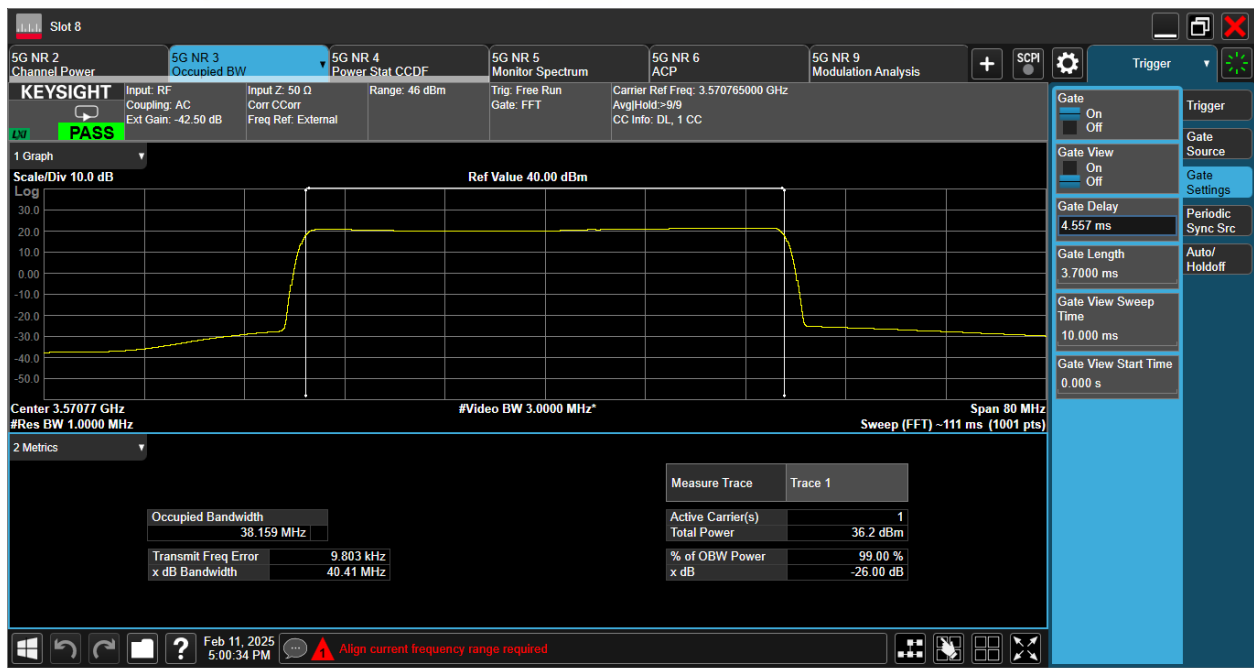 Slot 8
5G NR 2
Channel Power
5G NR 3
Occupied BW
5G NR 4
Power Stat CCDF
5G NR 5
Monitor Spectrum
5G NR 6
ACP
5G NR 9
Modulation Analysis
SCPI
Trigger
KEYSIGHT
LXI
PASS
Input: RF
Coupling: AC
Ext Gain: -42.50 dB
Input Z: 50 Ω
Corr CCorr
Freq Ref: External
Range: 46 dBm
Trig: Free Run
Gate: FFT
Carrier Ref Freq: 3.570765000 GHz
Avg|Hold:>9/9
CC Info: DL, 1 CC
1 Graph
Scale/Div 10.0 dB
Ref Value 40.00 dBm
Log
30.0
20.0
10.0
0.00
-10.0
-20.0
-30.0
-40.0
-50.0
Center 3.57077 GHz
#Video BW 3.0000 MHz*
Span 80 MHz
#Res BW 1.0000 MHz
Sweep (FFT) ~111 ms (1001 pts)
2 Metrics
Measure Trace
Trace 1
Occupied Bandwidth
38.159 MHz
Active Carrier(s)
1
Total Power
36.2 dBm
Transmit Freq Error
9.803 kHz
x dB Bandwidth
40.41 MHz
% of OBW Power
99.00 %
x dB
-26.00 dB
Gate
On
Off
Gate View
On
Off
Gate Delay
4.557 ms
Gate Length
3.7000 ms
Gate View Sweep
Time
10.000 ms
Gate View Start Time
0.000 s
Trigger
Gate
Source
Gate
Settings
Periodic
Sync Src
Auto/
Holdoff
?
Feb 11, 2025
5:00:34 PM
1
Align current frequency range required